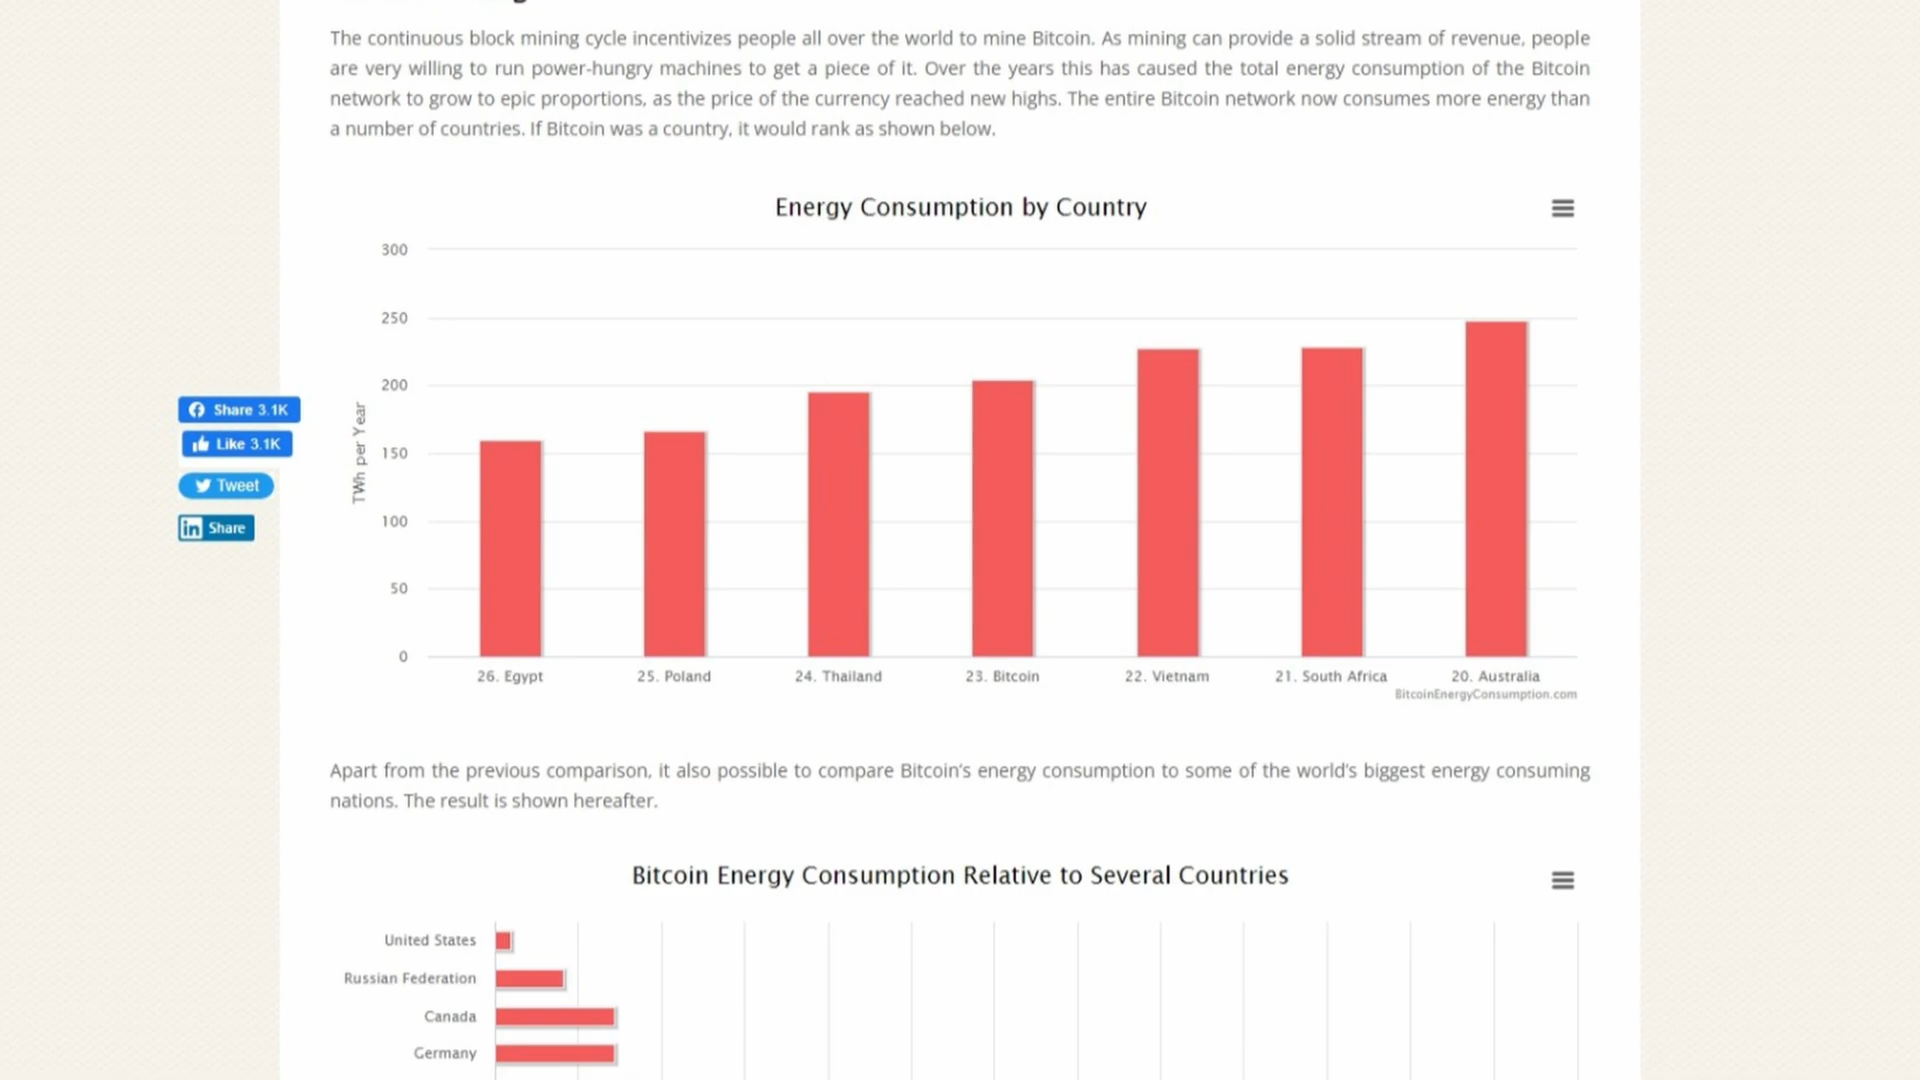 The continuous block mining cycle incentivizes people all over the world to mine Bitcoin. As mining can provide a solid stream of revenue, people
are very willing to run power-hungry machines to get a piece of it. Over the years this has caused the total energy consumption of the Bitcoin
network to grow to epic proportions, as the price of the currency reached new highs. The entire Bitcoin network now consumes more energy than
a number of countries. If Bitcoin was a country, it would rank as shown below.
Energy Consumption by Country
300
250
200
150
100
50
0
TWh per Year
26. Egypt
25. Poland
24. Thailand
23. Bitcoin
22. Vietnam
21. South Africa
20. Australia
BitcoinEnergyConsumption.com
Share 3.1K
Like 3.1K
Tweet
in Share
Apart from the previous comparison, it also possible to compare Bitcoin's energy consumption to some of the world's biggest energy consuming
nations. The result is shown hereafter.
Bitcoin Energy Consumption Relative to Several Countries
United States
Russian Federation
Canada
Germany